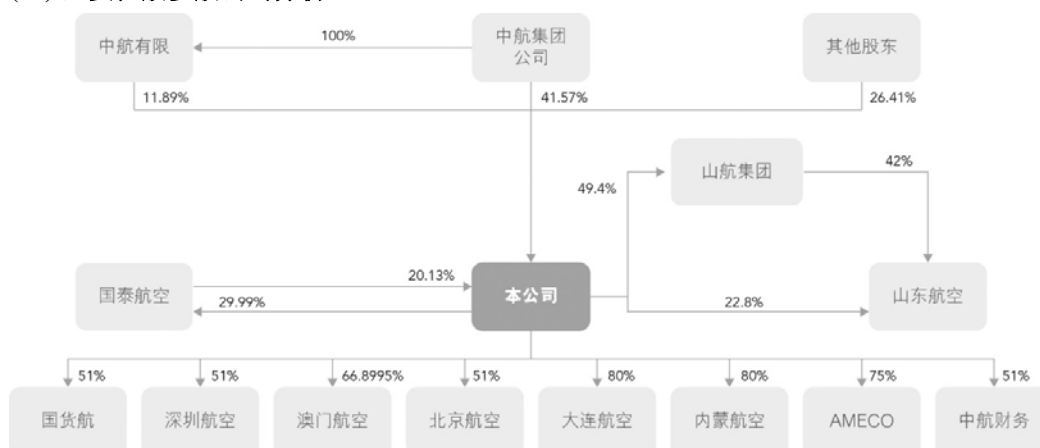 中航有限
100%
中航集团
公司
其他股东
11.89%
41.57%
26.41%
山航集团
42%
49.4%
国泰航空
20.13%
29.99%
本公司
22.8%
山东航空
51%
51%
66.8995%
51%
80%
80%
75%
51%
国货航
深圳航空
澳门航空
北京航空
大连航空
内蒙航空
AMECO
中航财务